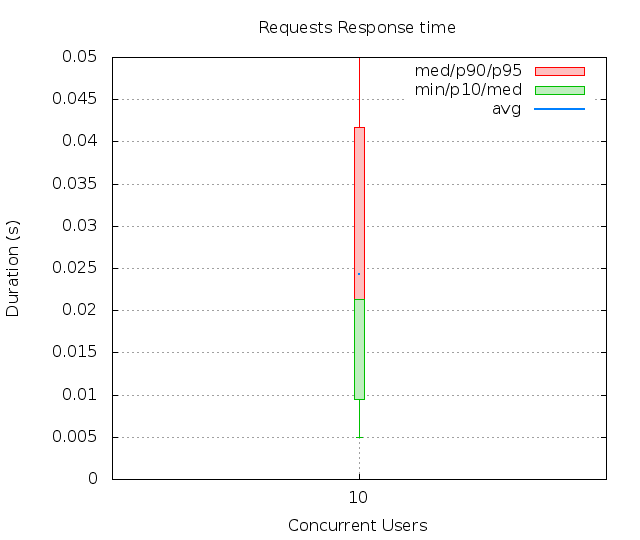 Requests Response time
0.05
0.045
0.04
0.035
0.03
0.025
0.02
0.015
0.01
0.005
0
Duration (s)
med/p90/p95
min/p10/med
avg
10
Concurrent Users